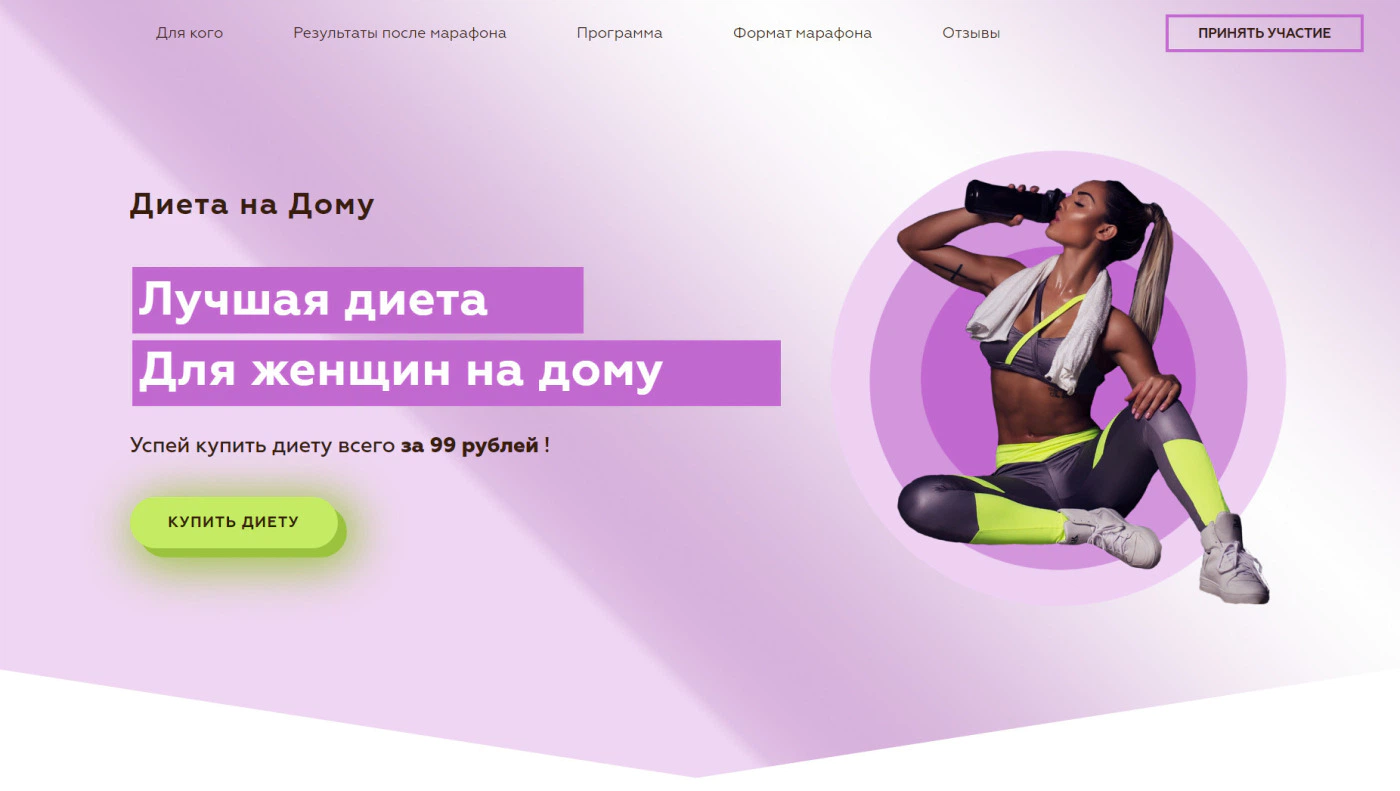 Для кого
Результаты после марафона
Программа
Формат марафона
Отзывы
ПРИНЯТЬ УЧАСТИЕ
Диета на Дому
Лучшая диета
Для женщин на дому
Успей купить диету всего за 99 рублей !
КУПИТЬ ДИЕТУ